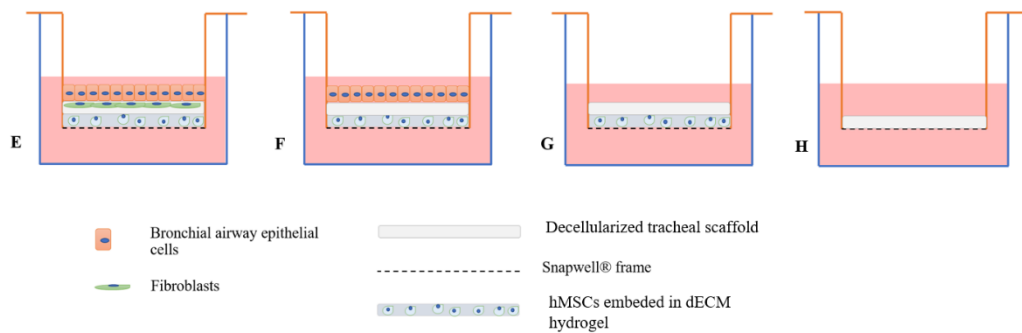 E
F
G
H
Bronchial airway epithelial
cells
Fibroblasts
Decellularized tracheal scaffold
Snapwell® frame
hMSCs embeded in dECM
hydrogel